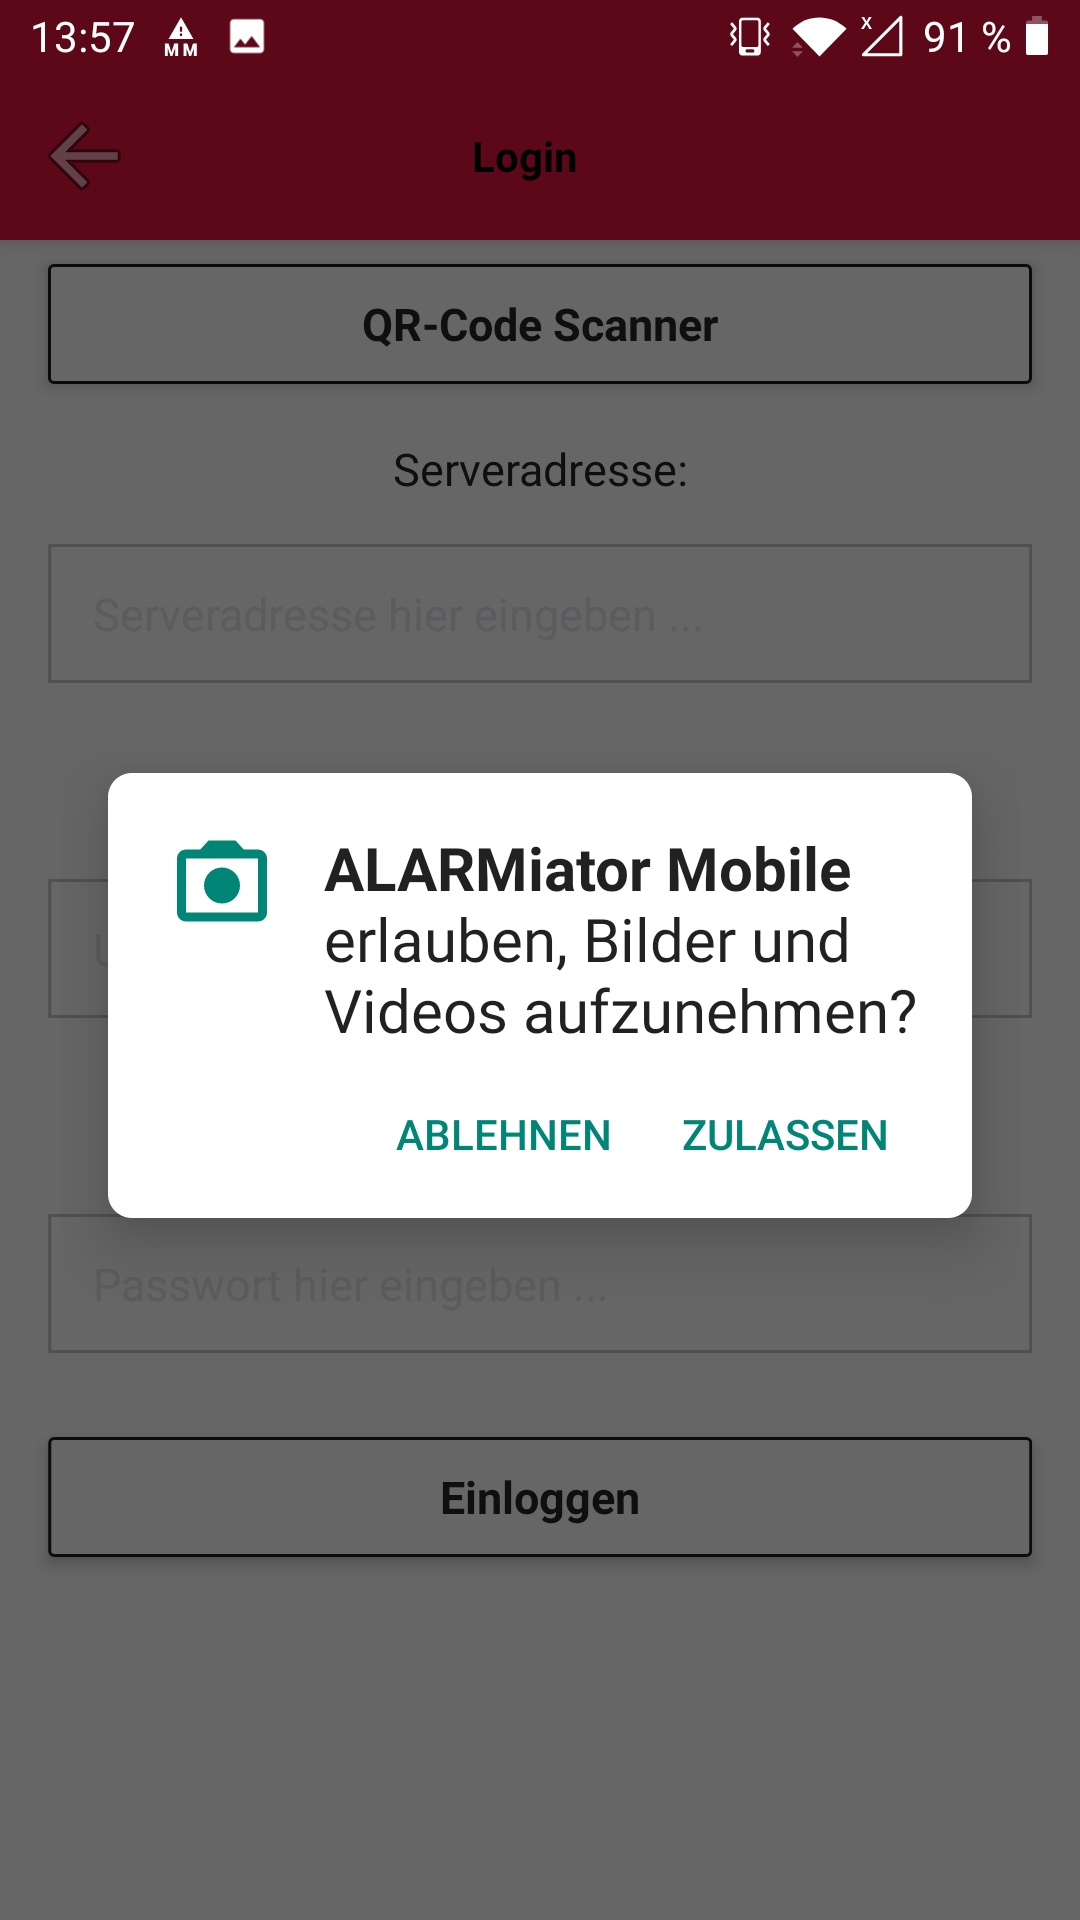 13:57 MM x 91 %
Login
QR-Code Scanner
Serveradresse:
Serveradresse hier eingeben ...
ALARMiator Mobile
erlauben, Bilder und
Videos aufzunehmen?
ABLEHNEN ZULASSEN
Passwort hier eingeben ...
Einloggen